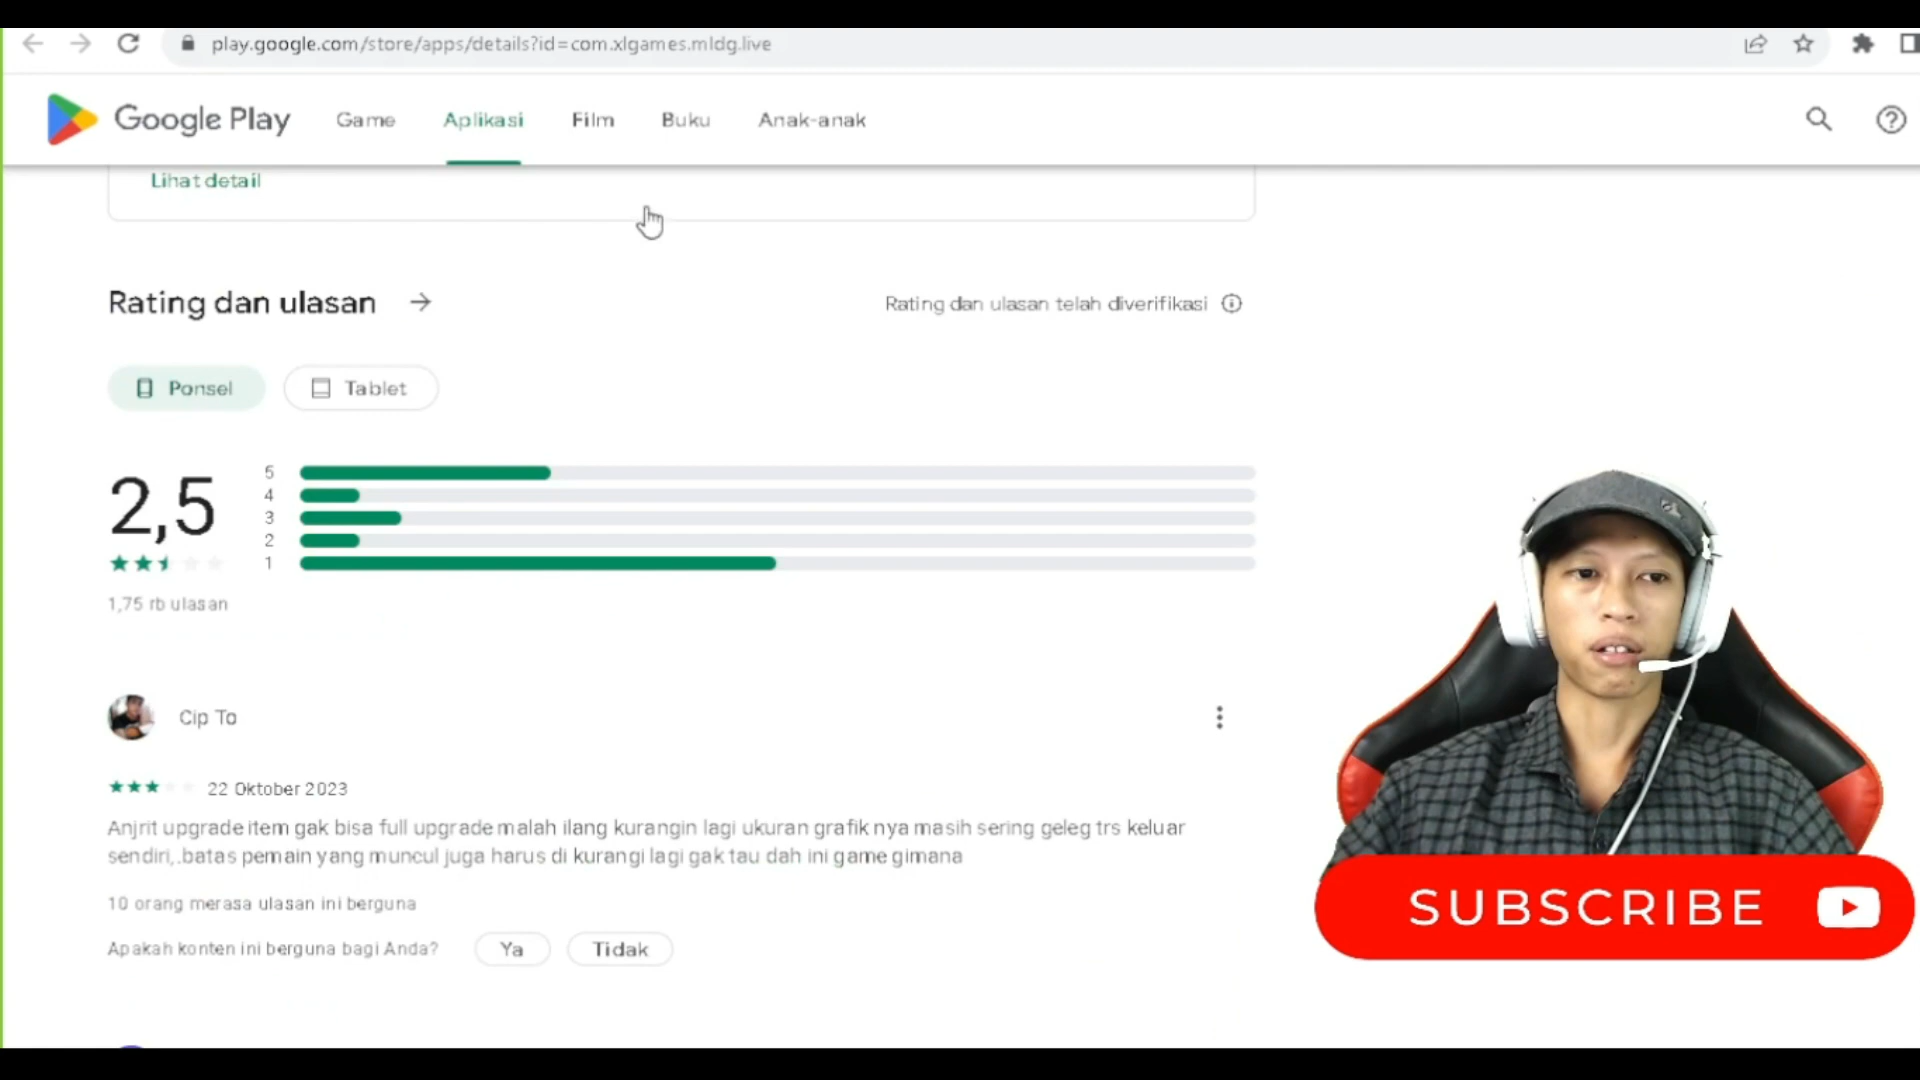 play.google.com/store/apps/details?id=com.xlgames.mldg.live
Google Play
Game
Aplikasi
Film
Buku
Anak-anak
Lihat detail
Rating dan ulasan
Rating dan ulasan telah diverifikasi
Ponsel
Tablet
2,5
5
4
3
2
1
1,75 rb ulasan
Cip To
22 Oktober 2023
Anjrit upgrade item gak bisa full upgrade malah ilang kurangin lagi ukuran grafik nya masih sering geleg trs keluar
sendiri,.batas pemain yang muncul juga harus di kurangi lagi gak tau dah ini game gimana
10 orang merasa ulasan ini berguna
Apakah konten ini berguna bagi Anda?
Ya
Tidak
SUBSCRIBE